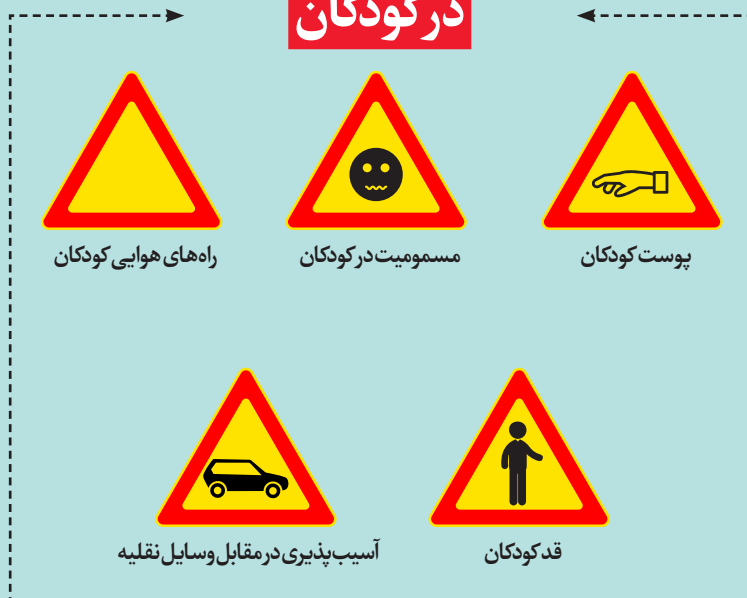 در کودکان
پوست کودکان
مسمومیت در کودکان
راه‌های هوایی کودکان
قد کودکان
آسیب‌پذیری در مقابل وسایل نقلیه